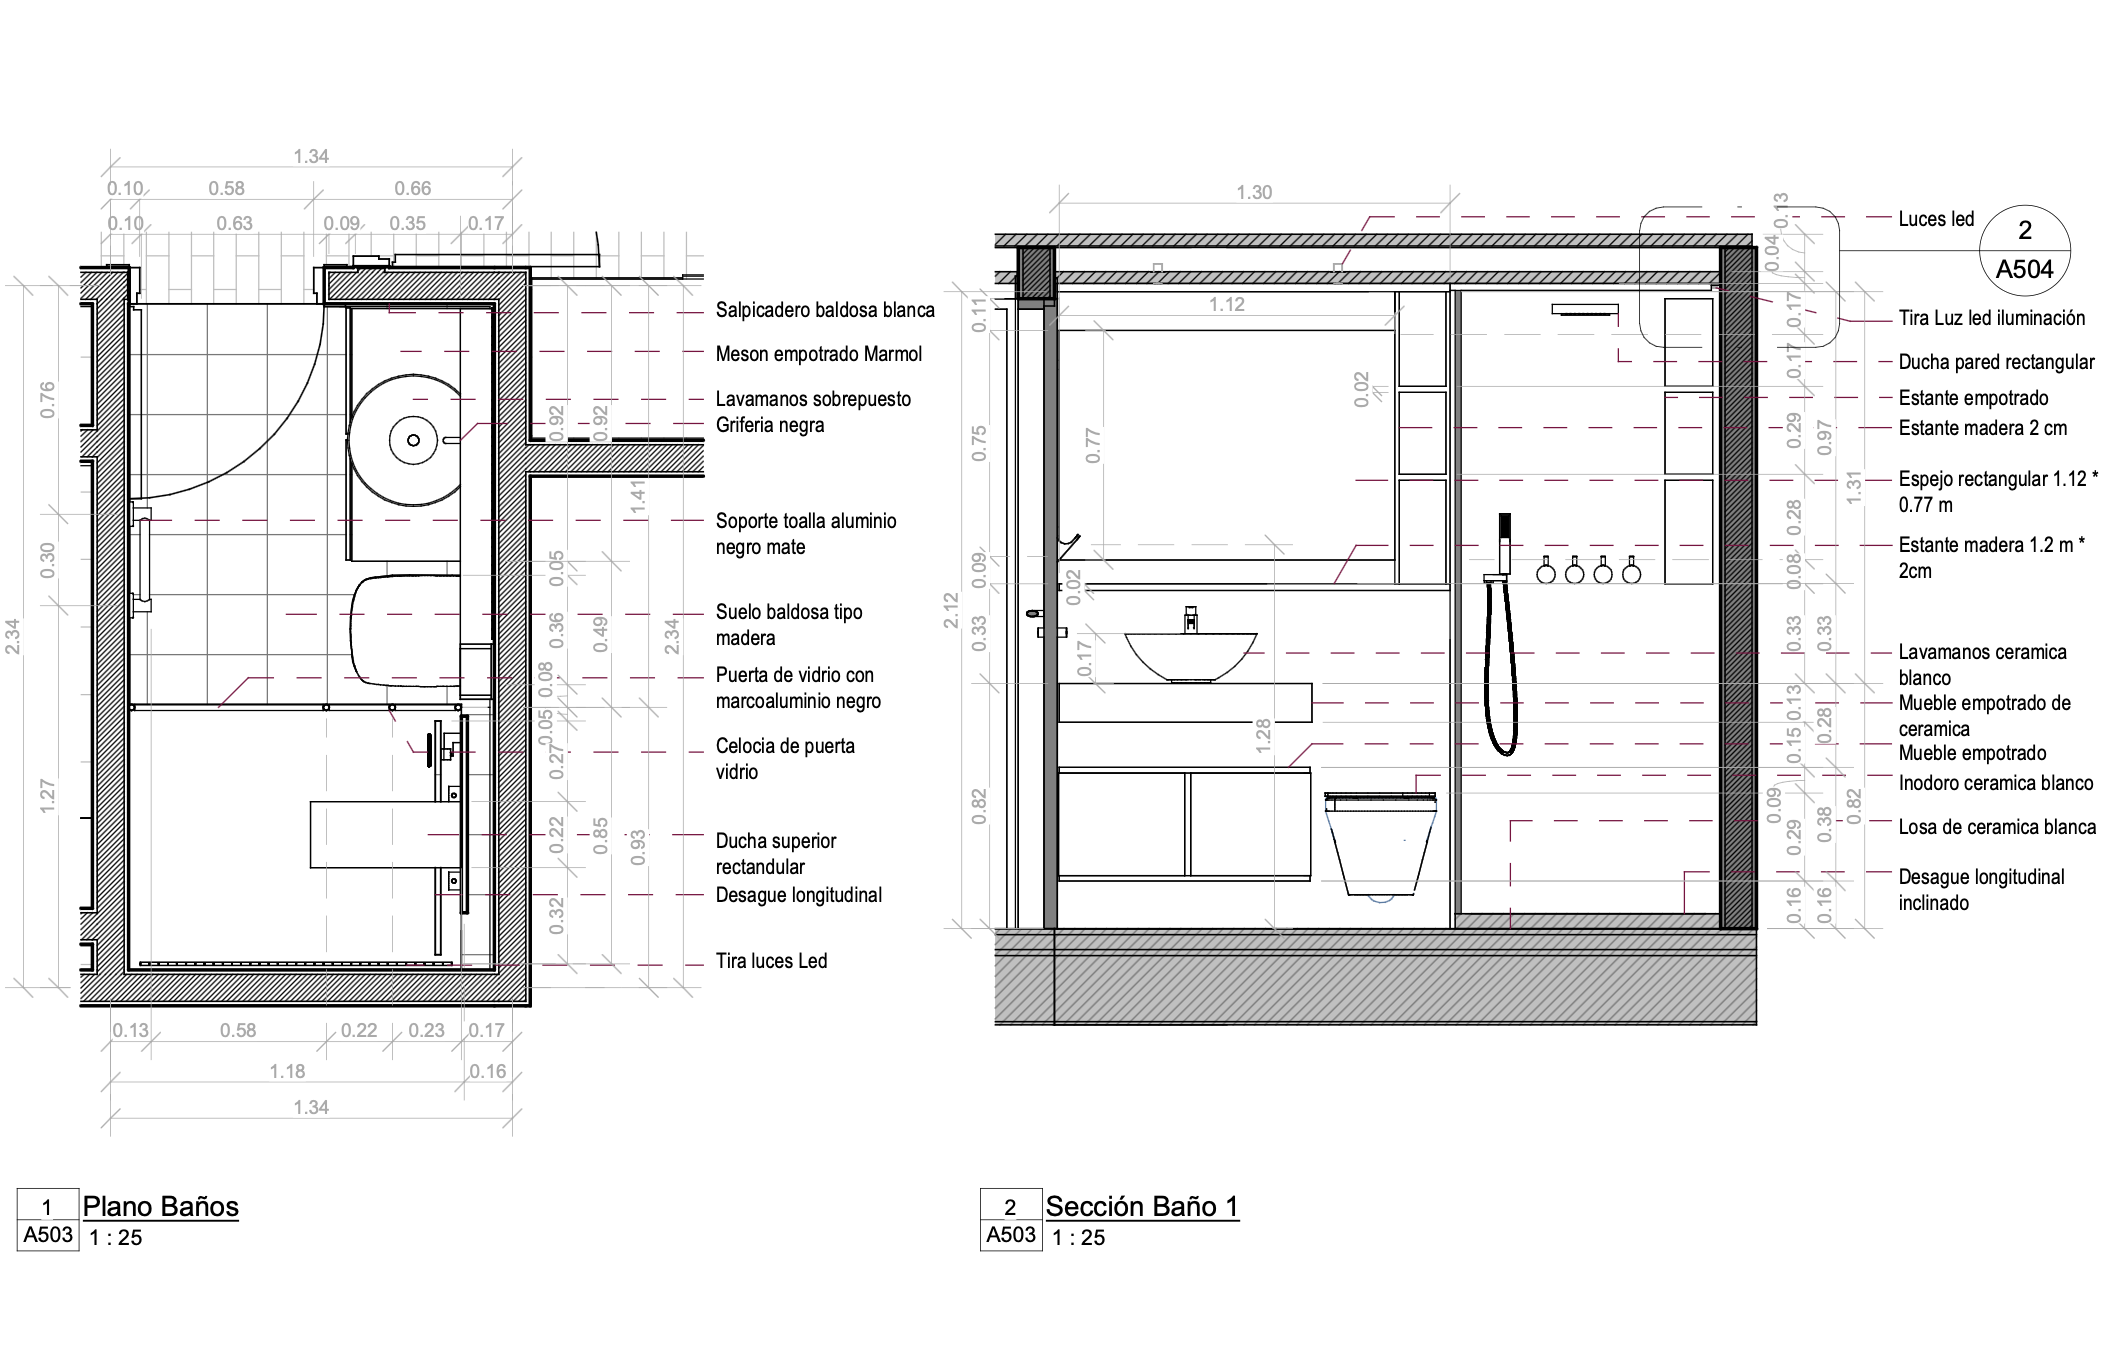 1.34
0.10
0.58
0.66
0.10
0.63
0.09
0.35
0.17
0.76
0.30
2.34
1.27
0.92
0.92
1.41
0.05
0.36
0.49
2.34
0.08
0.05
0.27
0.22
0.85
0.93
0.32
0.13
0.58
0.22
0.23
0.17
1.18
0.16
1.34
Salpicadero baldosa blanca
Meson empotrado Marmol
Lavamanos sobrepuesto
Griferia negra
Soporte toalla aluminio
negro mate
Suelo baldosa tipo
madera
Puerta de vidrio con
marcoaluminio negro
Celocia de puerta
vidrio
Ducha superior
rectandular
Desague longitudinal
Tira luces Led
1
A503
Plano Baños
1 : 25
1.30
1.12
0.11
0.75
0.77
0.02
0.09
0.02
2.12
0.33
0.17
1.28
0.82
0.13
0.04
0.17
0.17
0.29
0.97
1.31
0.28
0.08
0.33
0.33
0.13
0.28
0.15
0.09
0.38
0.82
0.29
0.16
0.16
Luces led
2
A504
Tira Luz led iluminación
Ducha pared rectangular
Estante empotrado
Estante madera 2 cm
Espejo rectangular 1.12 *
0.77 m
Estante madera 1.2 m *
2cm
Lavamanos ceramica
blanco
Mueble empotrado de
ceramica
Mueble empotrado
Inodoro ceramica blanco
Losa de ceramica blanca
Desague longitudinal
inclinado
2
A503
Sección Baño 1
1 : 25